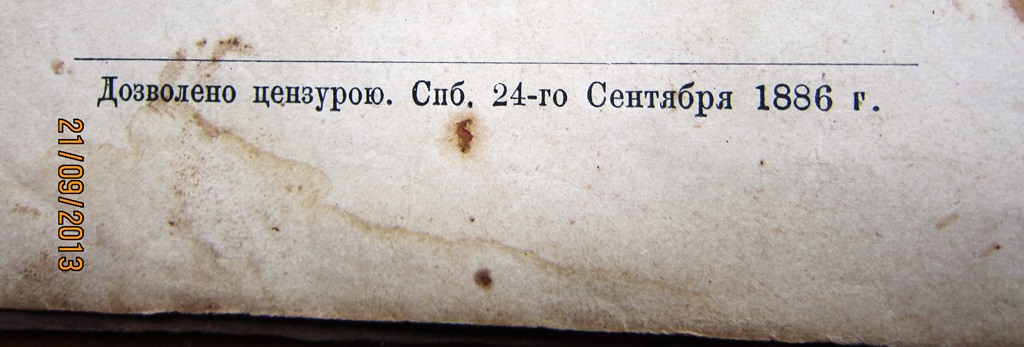 Дозволено цензурою. Спб. 24-го Сентября 1886 г.
21/09/2013